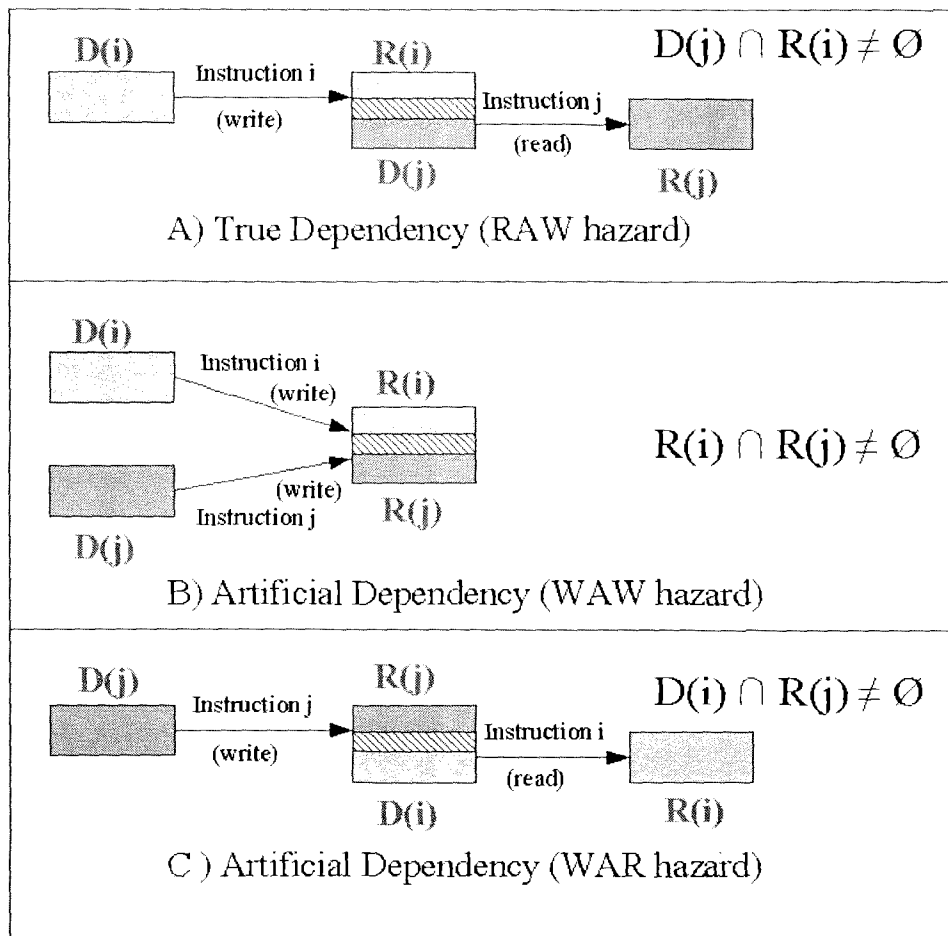 D(i)
Instruction i
(write)
R(i)
D(j)
Instruction j
(read)
R(j)
D(j) ∩ R(i) ≠ Ø
A) True Dependency (RAW hazard)
D(i)
Instruction i
(write)
R(i)
R(i) ∩ R(j) ≠ Ø
(write)
Instruction j
R(j)
D(j)
B) Artificial Dependency (WAW hazard)
D(j)
Instruction j
(write)
R(j)
D(i)
Instruction i
(read)
R(i)
D(i) ∩ R(j) ≠ Ø
C ) Artificial Dependency (WAR hazard)